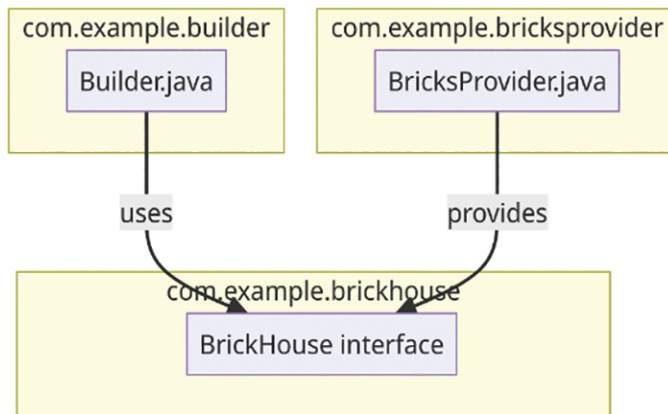 com.example.builder
com.example.bricksprovider
Builder.java
BricksProvider.java
uses
provides
com.example.brickhouse
BrickHouse interface